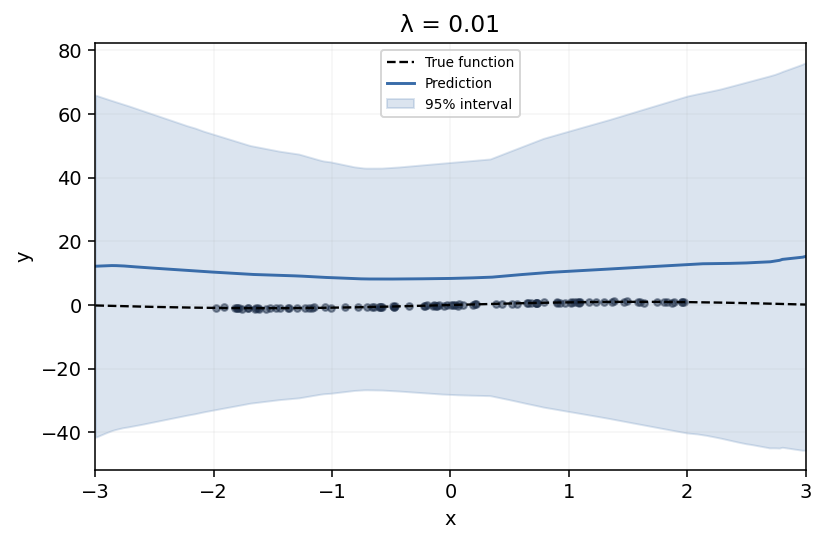 λ = 0.01
80
60
40
20
0
−20
−40
y
True function
Prediction
95% interval
−3
−2
−1
0
1
2
3
x